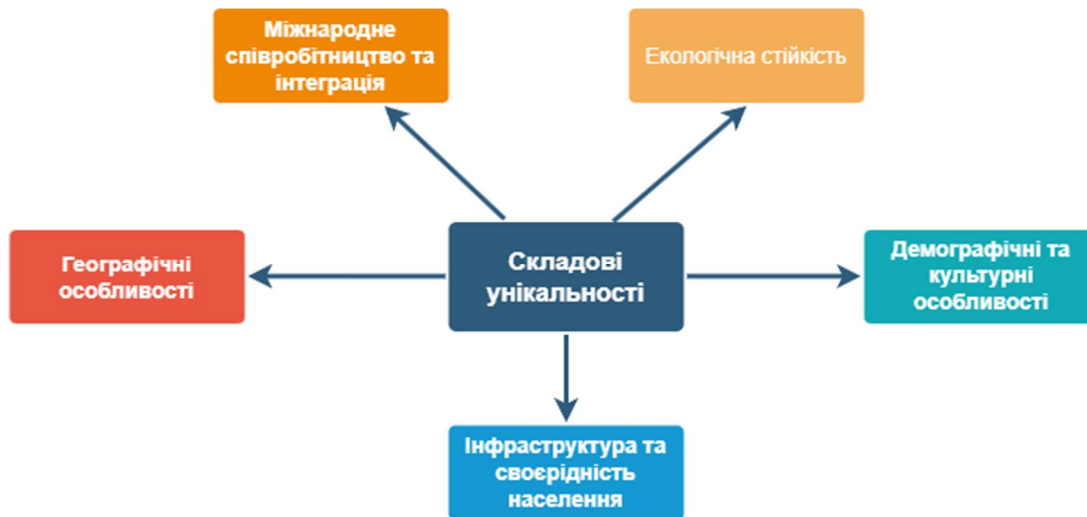 Міжнародне
співробітництво та
інтеграція
Екологічна стійкість
Географічні
особливості
Складові
унікальності
Демографічні та
культурні
особливості
Інфраструктура та
своєрідність
населення